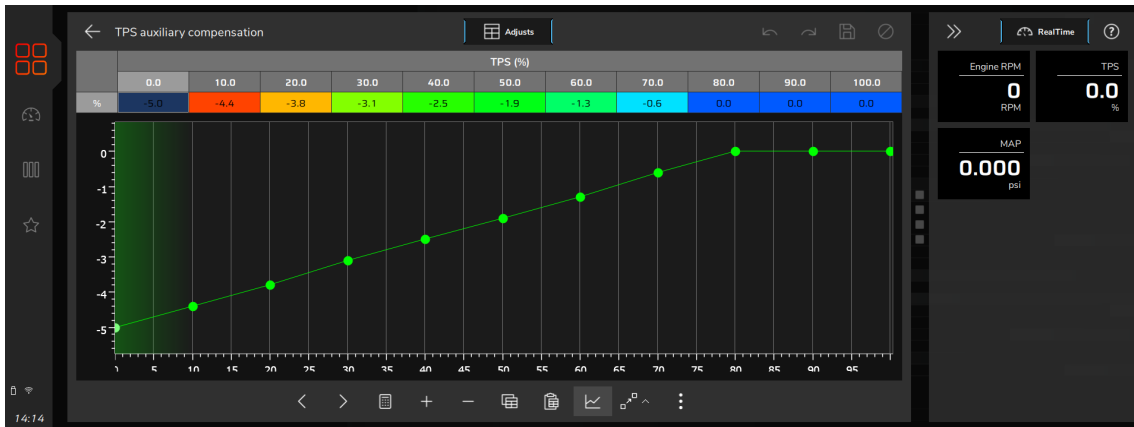 TPS auxiliary compensation
Adjusts
RealTime
TPS (%)
0.0 10.0 20.0 30.0 40.0 50.0 60.0 70.0 80.0 90.0 100.0
% -5.0 -4.4 -3.8 -3.1 -2.5 -1.9 -1.3 -0.6 0.0 0.0 0.0
0
-1
-2
-3
-4
-5
5 10 15 20 25 30 35 40 45 50 55 60 65 70 75 80 85 90 95
Engine RPM
0
RPM
TPS
0.0
%
MAP
0.000
psi
14:14